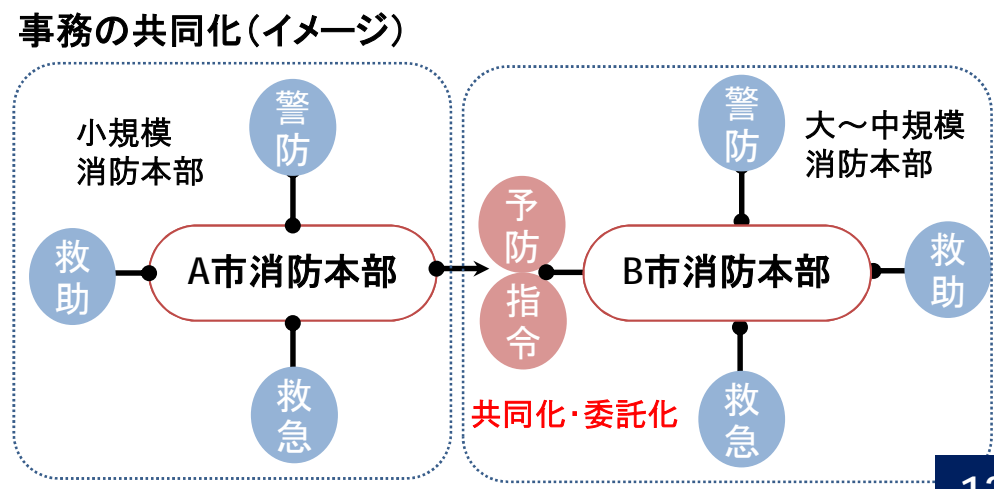 事務の共同化(イメージ)
小規模
消防本部
警
防
救
助
A市消防本部
救
急
予
防
指
令
共同化・委託化
大～中規模
消防本部
警
防
B市消防本部
救
助
救
急